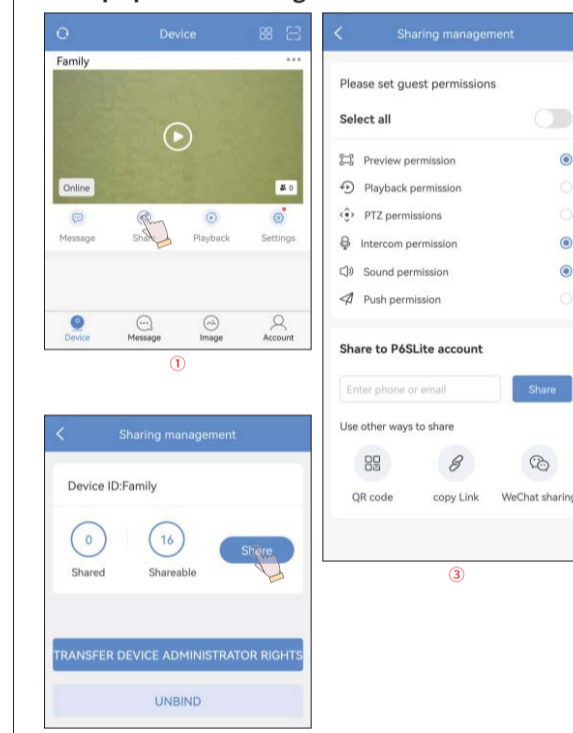 Device
Family
Online
0
Message
Share
Playback
Settings
Device
Message
Image
Account
①
Sharing management
Device ID:Family
0
16
Shared
Shareable
Share
TRANSFER DEVICE ADMINISTRATOR RIGHTS
UNBIND
Sharing management
Please set guest permissions
Select all
Preview permission
Playback permission
PTZ permissions
Intercom permission
Sound permission
Push permission
Share to P6SLite account
Enter phone or email
Share
Use other ways to share
QR code
copy Link
WeChat sharing
③